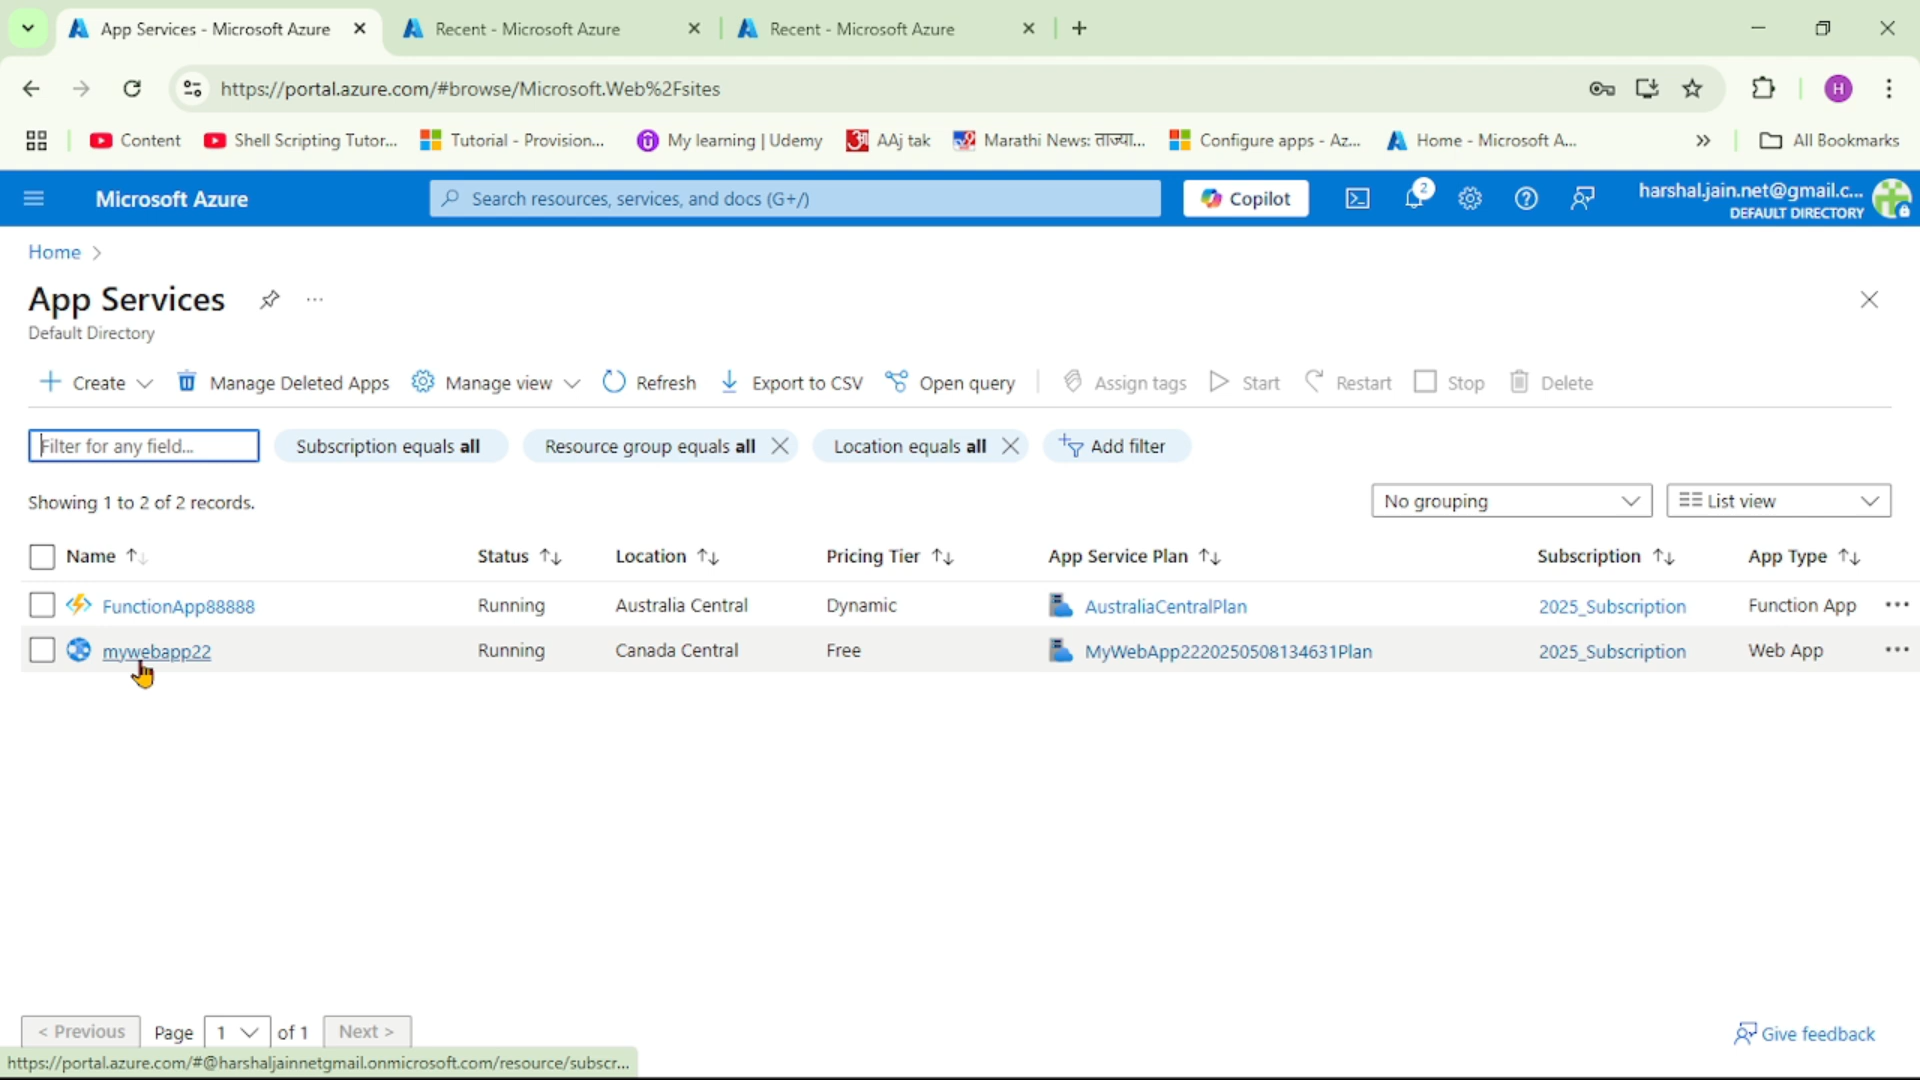 App Services - Microsoft Azure
Recent - Microsoft Azure
Recent - Microsoft Azure
https://portal.azure.com/#browse/Microsoft.Web%2Fsites
H
Content
Shell Scripting Tutor...
Tutorial - Provision...
My learning | Udemy
AAj tak
Marathi News: ताज्या...
Configure apps - Az...
Home - Microsoft A...
»
All Bookmarks
Microsoft Azure
Search resources, services, and docs (G+/)
Copilot
2
harshal.jain.net@gmail.c...
DEFAULT DIRECTORY
Home >
App Services
...
Default Directory
Create
Manage Deleted Apps
Manage view
Refresh
Export to CSV
Open query
Assign tags
Start
Restart
Stop
Delete
Filter for any field...
Subscription equals all
Resource group equals all
Location equals all
Add filter
Showing 1 to 2 of 2 records.
No grouping
List view
Name Status Location Pricing Tier App Service Plan Subscription App Type
FunctionApp88888 Running Australia Central Dynamic AustraliaCentralPlan 2025_Subscription Function App ...
mywebapp22 Running Canada Central Free MyWebApp2220250508134631Plan 2025_Subscription Web App ...
< Previous Page 1 of 1 Next >
Give feedback
https://portal.azure.com/#@harshaljainnetgmail.onmicrosoft.com/resource/subscr...